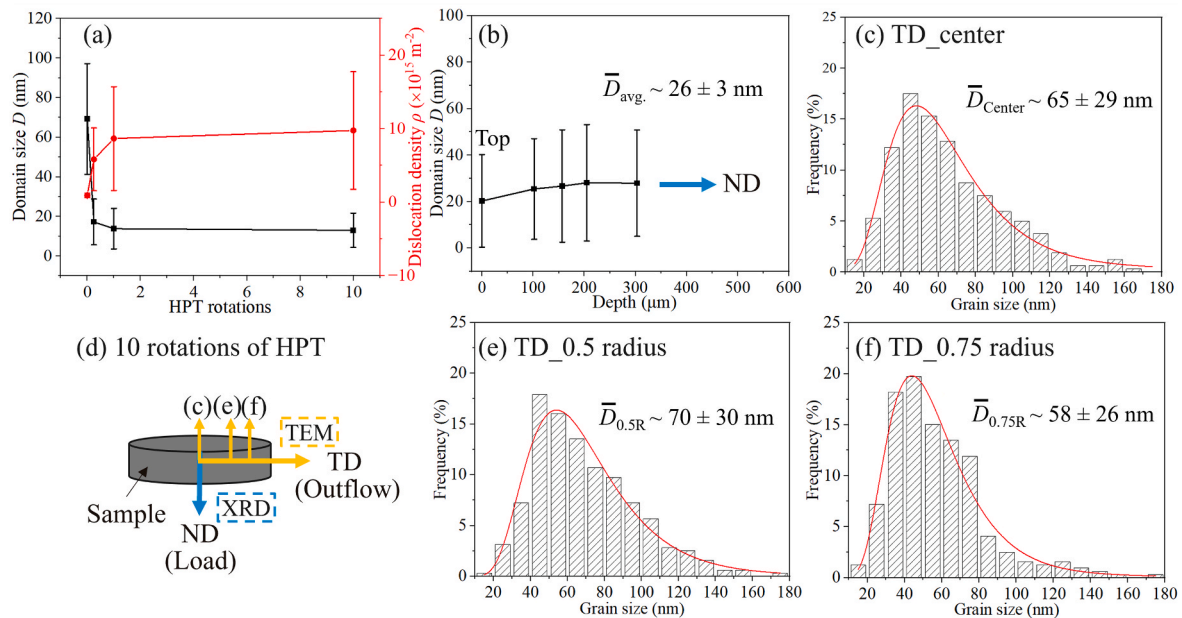 (a)
120
100
80
60
40
20
0
Domain size D (nm)
20
10
0
−10
Dislocation density ρ (×10¹⁵ m⁻²)
0 2 4 6 8 10
HPT rotations
(b)
100
80
60
40
20
0
Domain size D (nm)
D̅avg. ~ 26 ± 3 nm
Top
ND
0 100 200 300 400 500 600
Depth (μm)
(c) TD_center
25
20
15
10
5
0
Frequency (%)
D̅Center ~ 65 ± 29 nm
20 40 60 80 100 120 140 160 180
Grain size (nm)
(d) 10 rotations of HPT
(c)(e)(f)
TEM
TD
(Outflow)
XRD
Sample
ND
(Load)
(e) TD_0.5 radius
25
20
15
10
5
0
Frequency (%)
D̅0.5R ~ 70 ± 30 nm
20 40 60 80 100 120 140 160 180
Grain size (nm)
(f) TD_0.75 radius
25
20
15
10
5
0
Frequency (%)
D̅0.75R ~ 58 ± 26 nm
20 40 60 80 100 120 140 160 180
Grain size (nm)